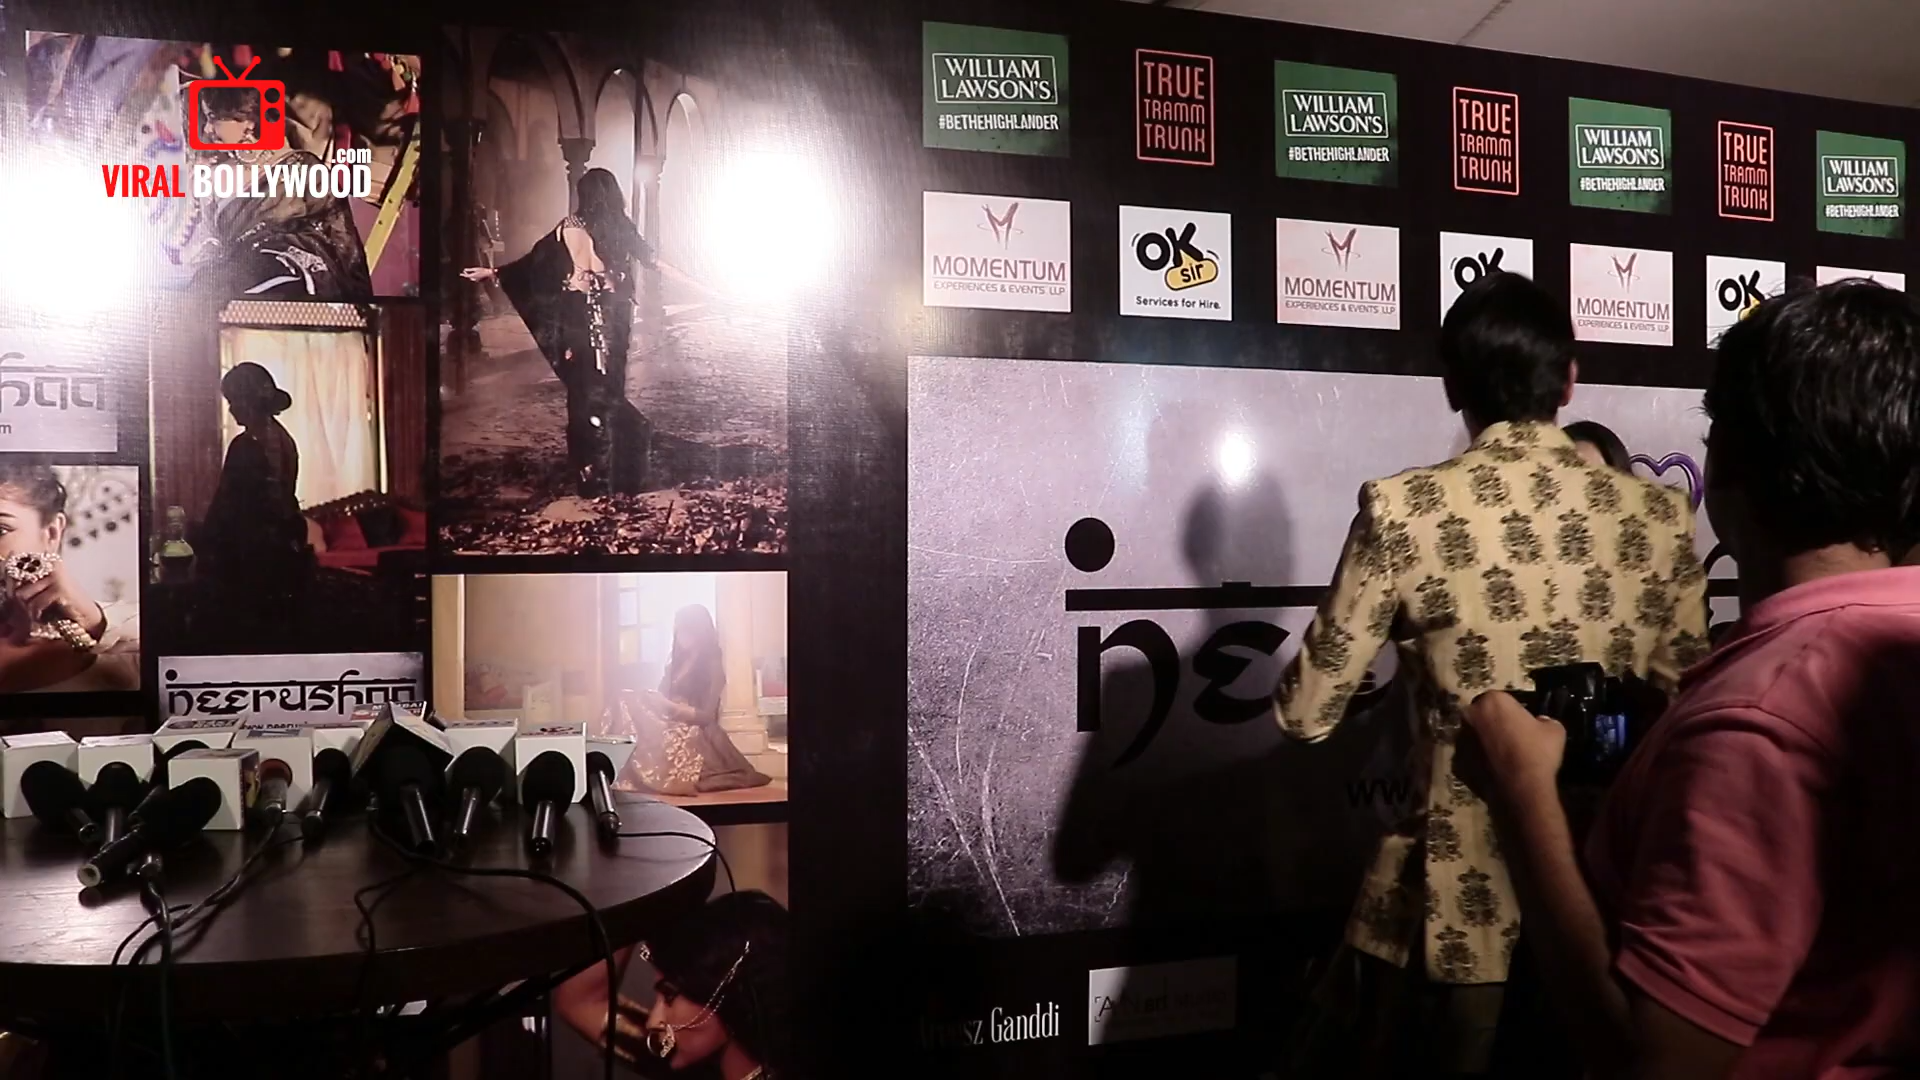 .com
VIRAL BOLLYWOOD
WILLIAM
LAWSON'S
#BETHEHIGHLANDER
TRUE
TRAMM
TRUNK
WILLIAM
LAWSON'S
#BETHEHIGHLANDER
TRUE
TRAMM
TRUNK
WILLIAM
LAWSON'S
#BETHEHIGHLANDER
TRUE
TRAMM
TRUNK
WILLIAM
LAWSON'S
#BETHEHIGHLANDER
MOMENTUM
EXPERIENCES & EVENTS LLP
OK
sir
Services for Hire.
MOMENTUM
EXPERIENCES & EVENTS LLP
OK
MOMENTUM
EXPERIENCES & EVENTS LLP
OK
neerushaa
Ganddi